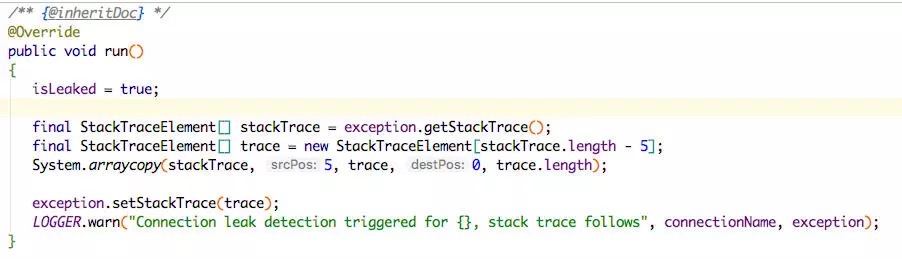 /** {@inheritDoc} */
@Override
public void run()
{
isLeaked = true;
final StackTraceElement[] stackTrace = exception.getStackTrace();
final StackTraceElement[] trace = new StackTraceElement[stackTrace.length - 5];
System.arraycopy(stackTrace, srcPos: 5, trace, destPos: 0, trace.length);
exception.setStackTrace(trace);
LOGGER.warn("Connection leak detection triggered for {}, stack trace follows", connectionName, exception);
}